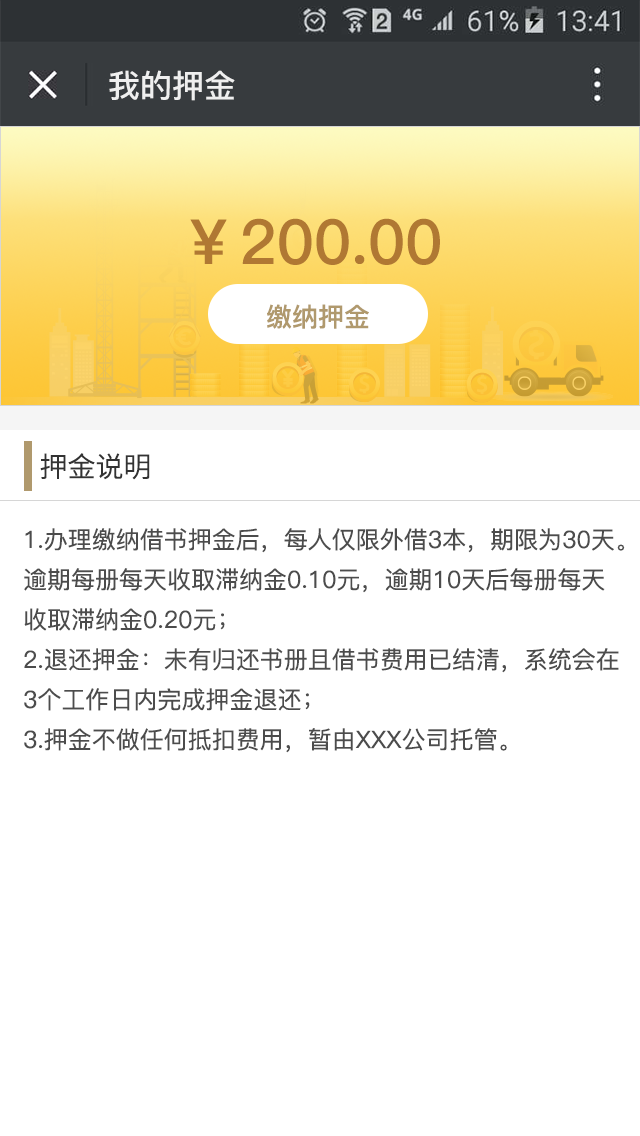 4G 61% 13:41
我的押金
¥ 200.00
缴纳押金
押金说明
1.办理缴纳借书押金后，每人仅限外借3本，期限为30天。
逾期每册每天收取滞纳金0.10元，逾期10天后每册每天
收取滞纳金0.20元；
2.退还押金：未有归还书册且借书费用已结清，系统会在
3个工作日内完成押金退还；
3.押金不做任何抵扣费用，暂由XXX公司托管。